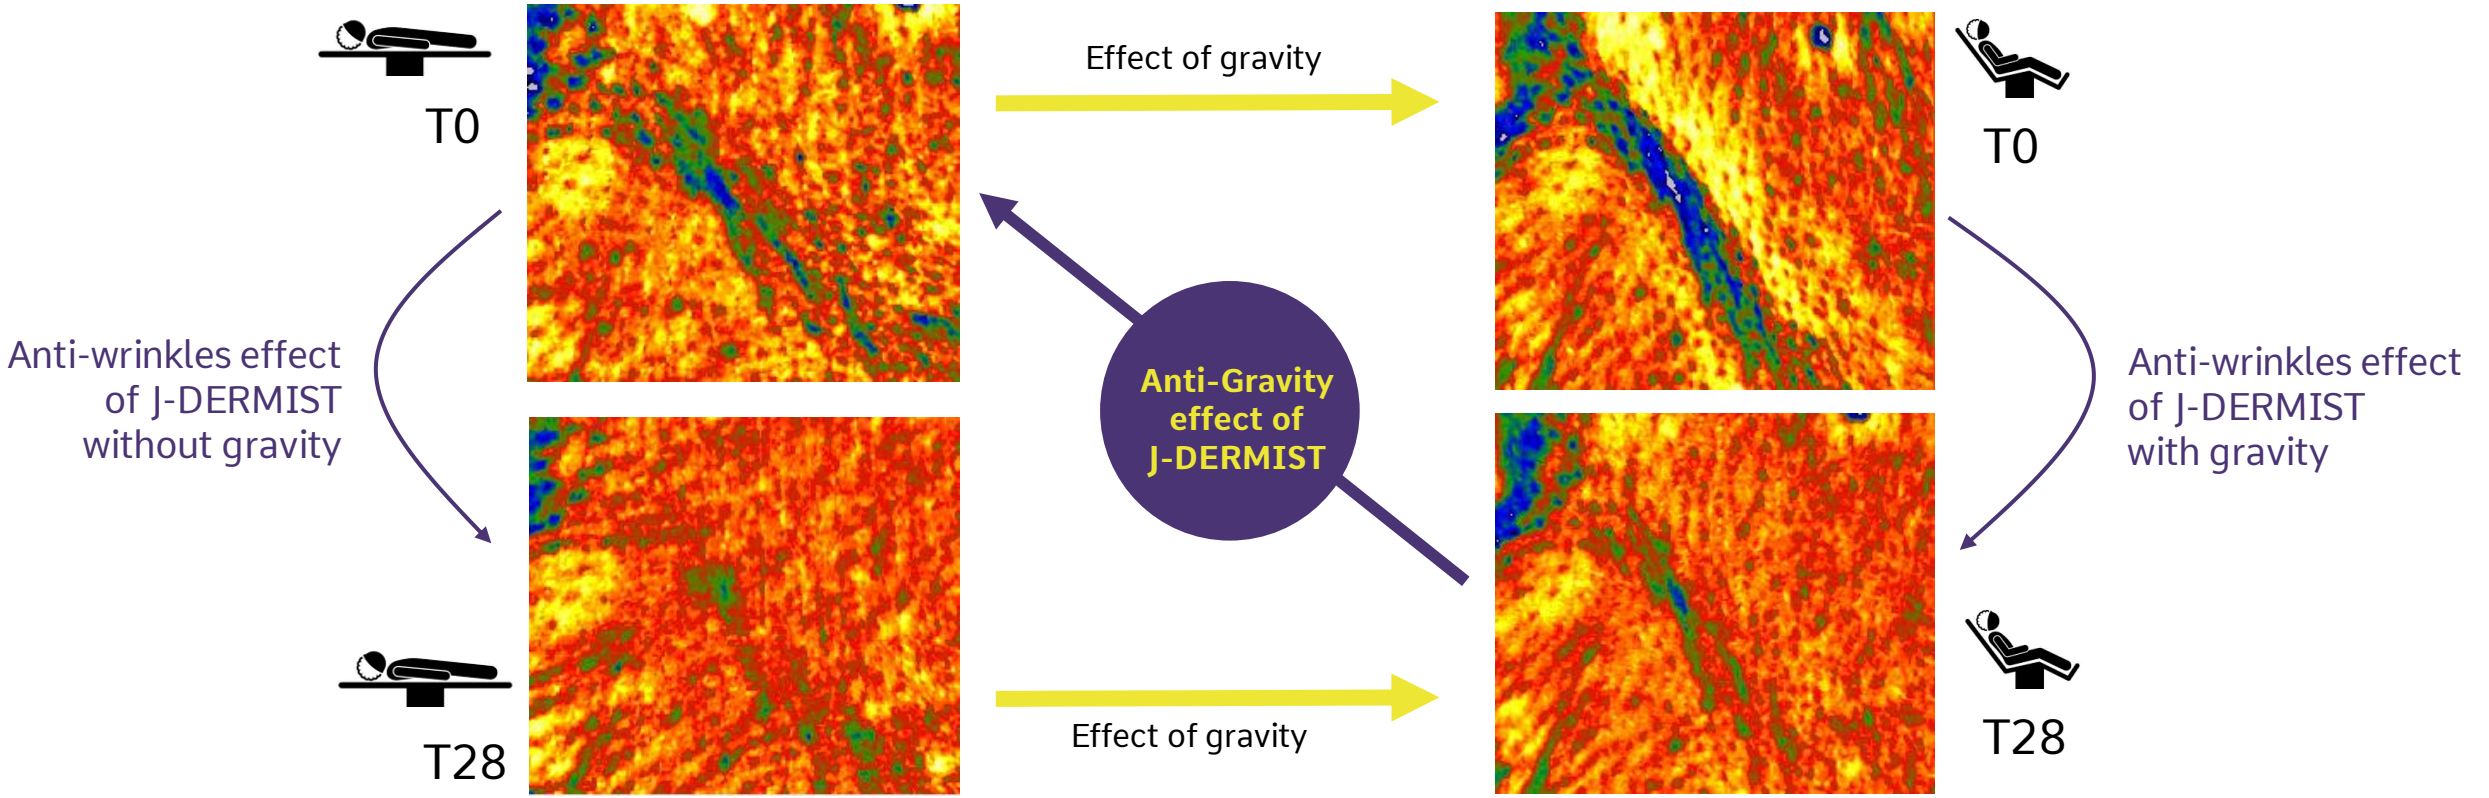 Effect of gravity
T0
T0
Anti-wrinkles effect
of J-DERMIST
without gravity
Anti-Gravity
effect of
J-DERMIST
Anti-wrinkles effect
of J-DERMIST
with gravity
T28
Effect of gravity
T28